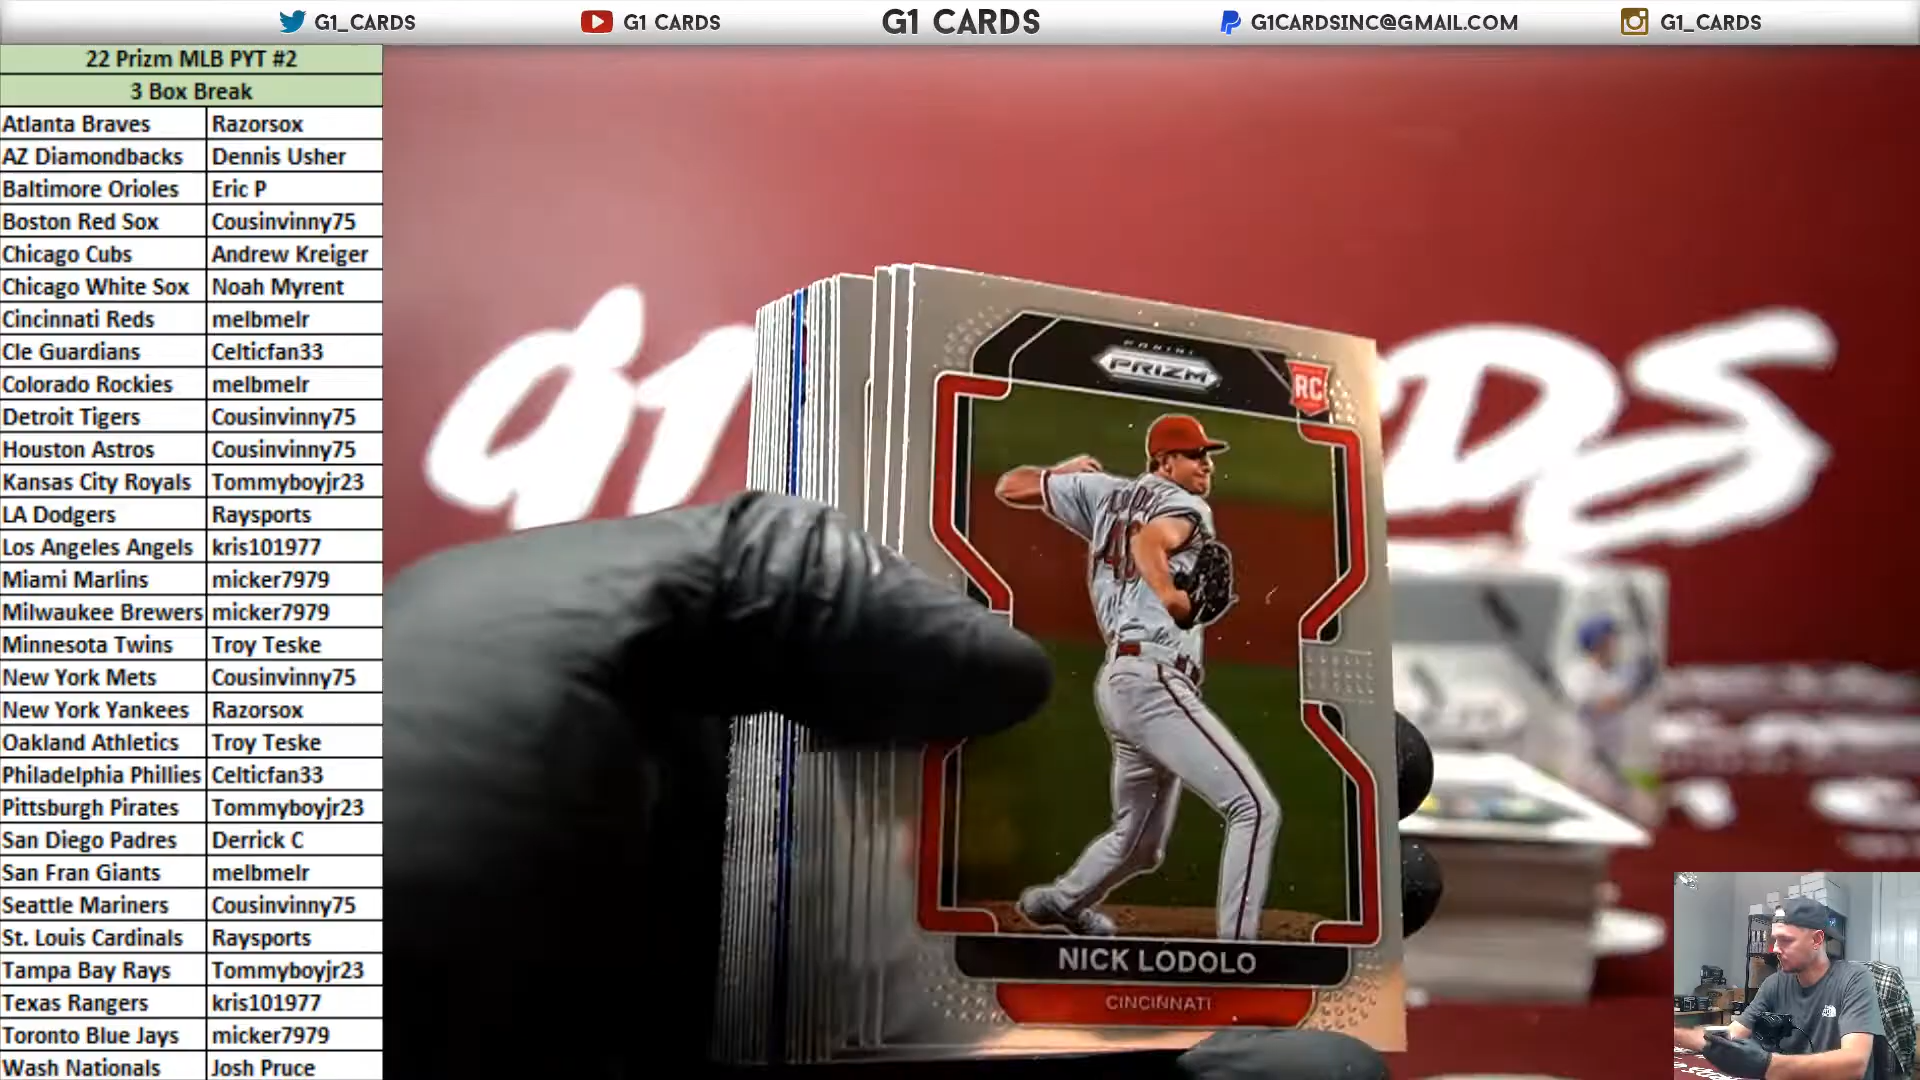 G1_CARDS
G1 CARDS
G1 CARDS
G1CARDSINC@GMAIL.COM
G1_CARDS
22 Prizm MLB PYT #2
3 Box Break
Atlanta Braves Razorsox
AZ Diamondbacks Dennis Usher
Baltimore Orioles Eric P
Boston Red Sox Cousinvinny75
Chicago Cubs Andrew Kreiger
Chicago White Sox Noah Myrent
Cincinnati Reds melbmelr
Cle Guardians Celticfan33
Colorado Rockies melbmelr
Detroit Tigers Cousinvinny75
Houston Astros Cousinvinny75
Kansas City Royals Tommyboyjr23
LA Dodgers Raysports
Los Angeles Angels kris101977
Miami Marlins micker7979
Milwaukee Brewers micker7979
Minnesota Twins Troy Teske
New York Mets Cousinvinny75
New York Yankees Razorsox
Oakland Athletics Troy Teske
Philadelphia Phillies Celticfan33
Pittsburgh Pirates Tommyboyjr23
San Diego Padres Derrick C
San Fran Giants melbmelr
Seattle Mariners Cousinvinny75
St. Louis Cardinals Raysports
Tampa Bay Rays Tommyboyjr23
Texas Rangers kris101977
Toronto Blue Jays micker7979
Wash Nationals Josh Pruce
PANINI
PRIZM
RC
NICK LODOLO
CINCINNATI